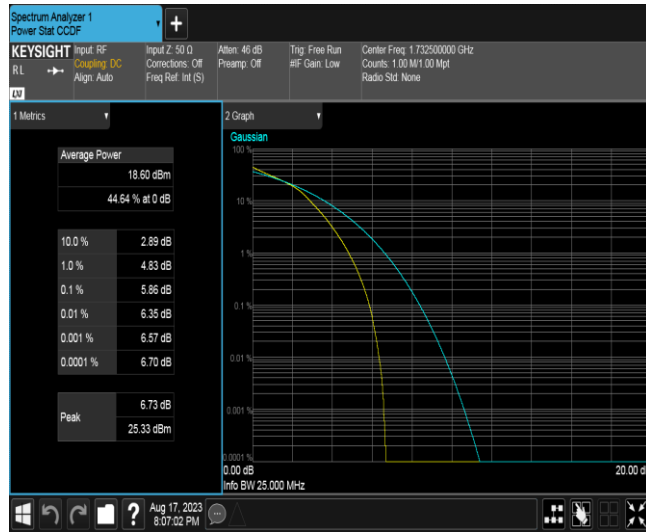 Spectrum Analyzer 1
Power Stat CCDF
+
KEYSIGHT Input: RF Input Z: 50 Ω Atten: 46 dB Trig: Free Run Center Freq: 1.732500000 GHz
RL Coupling: DC Corrections: Off Preamp: Off #IF Gain: Low Counts: 1.00 M/1.00 Mpt
Align: Auto Freq Ref: Int (S) Radio Std: None
LXI
1 Metrics
Average Power
18.60 dBm
44.64 % at 0 dB
10.0 % 2.89 dB
1.0 % 4.83 dB
0.1 % 5.86 dB
0.01 % 6.35 dB
0.001 % 6.57 dB
0.0001 % 6.70 dB
Peak 6.73 dB
25.33 dBm
2 Graph
Gaussian
100 %
10 %
1 %
0.1 %
0.01 %
0.001 %
0.0001 %
0.00 dB 20.00 d
Info BW 25.000 MHz
? Aug 17, 2023
8:07:02 PM